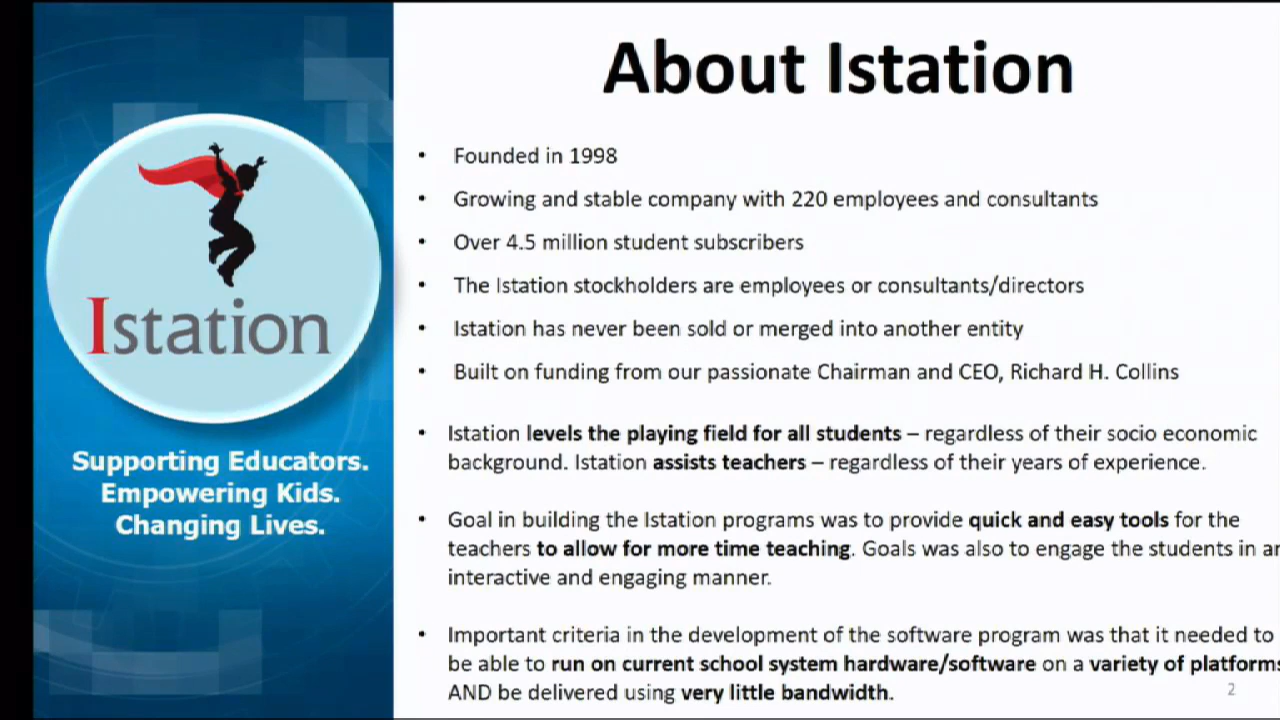 About Istation
Istation
Supporting Educators.
Empowering Kids.
Changing Lives.
• Founded in 1998
• Growing and stable company with 220 employees and consultants
• Over 4.5 million student subscribers
• The Istation stockholders are employees or consultants/directors
• Istation has never been sold or merged into another entity
• Built on funding from our passionate Chairman and CEO, Richard H. Collins
• Istation levels the playing field for all students – regardless of their socio economic
background. Istation assists teachers – regardless of their years of experience.
• Goal in building the Istation programs was to provide quick and easy tools for the
teachers to allow for more time teaching. Goals was also to engage the students in an
interactive and engaging manner.
• Important criteria in the development of the software program was that it needed to
be able to run on current school system hardware/software on a variety of platforms
AND be delivered using very little bandwidth.
2